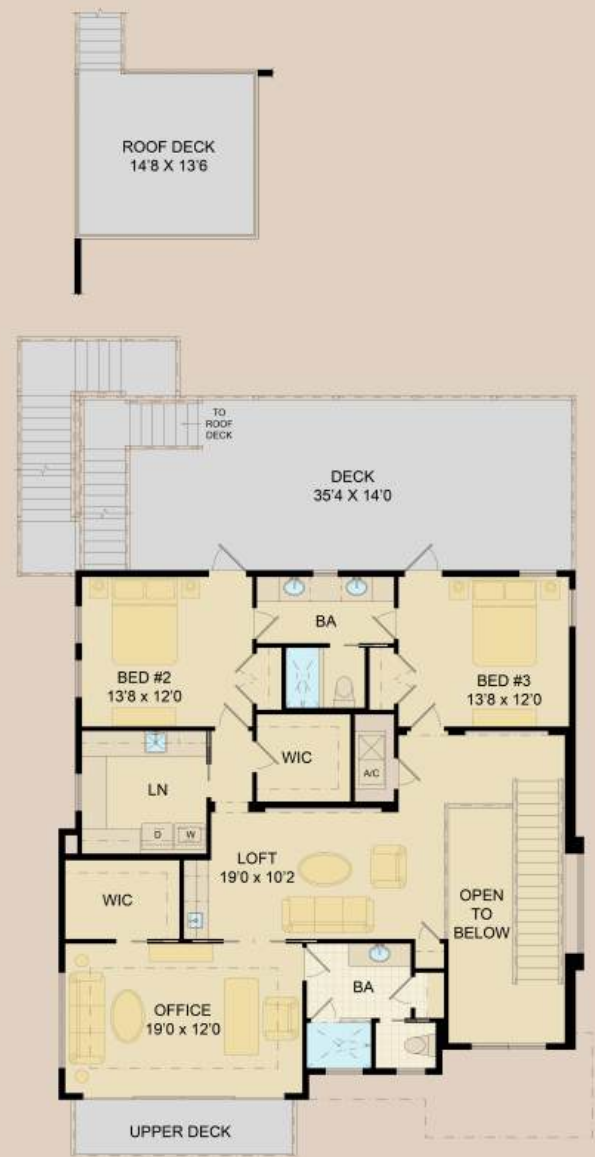 ROOF DECK
14'8 X 13'6
TO
ROOF
DECK
DECK
35'4 X 14'0
BA
BED #2
13'8 x 12'0
BED #3
13'8 x 12'0
WIC
A/C
LN
D
W
LOFT
19'0 x 10'2
WIC
OPEN
TO
BELOW
BA
OFFICE
19'0 x 12'0
UPPER DECK